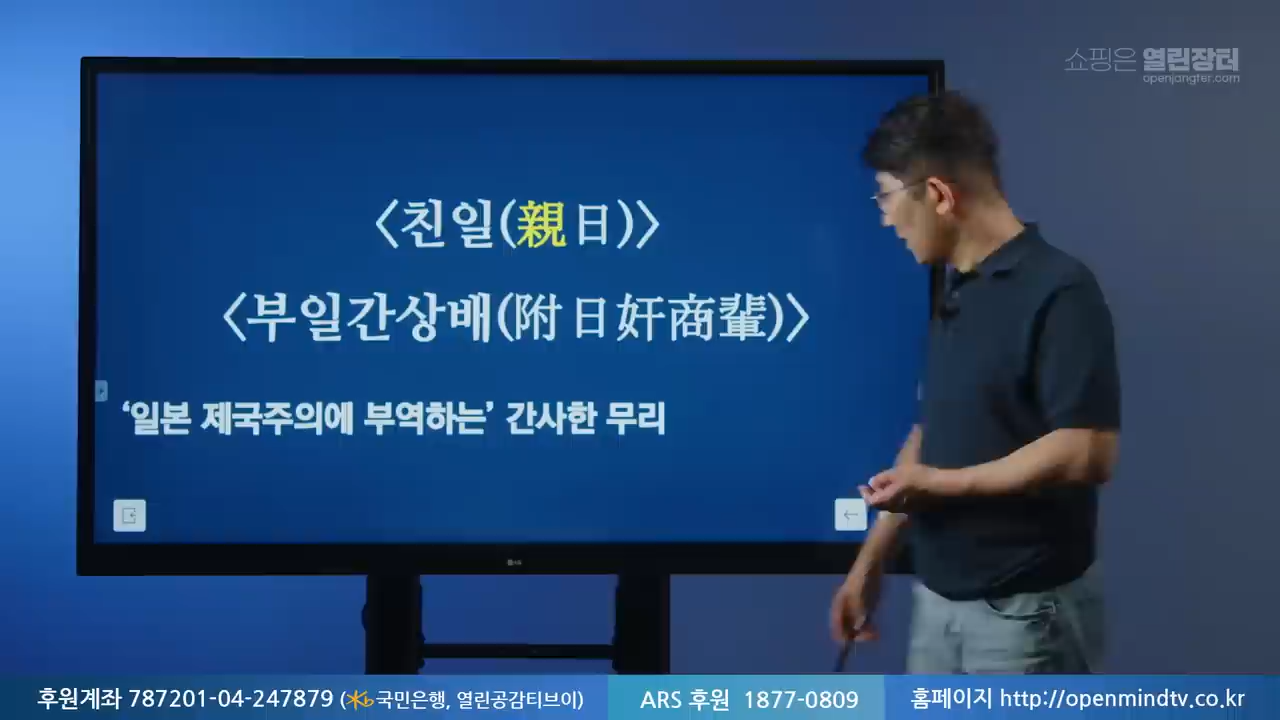 쇼핑은 열린장터
openjangter.com
〈친일(親日)〉
〈부일간상배(附日奸商輩)〉
‘일본 제국주의에 부역하는’ 간사한 무리
LG
후원계좌 787201-04-247879 (KB국민은행, 열린공감티브이)
ARS 후원 1877-0809
홈페이지 http://openmindtv.co.kr